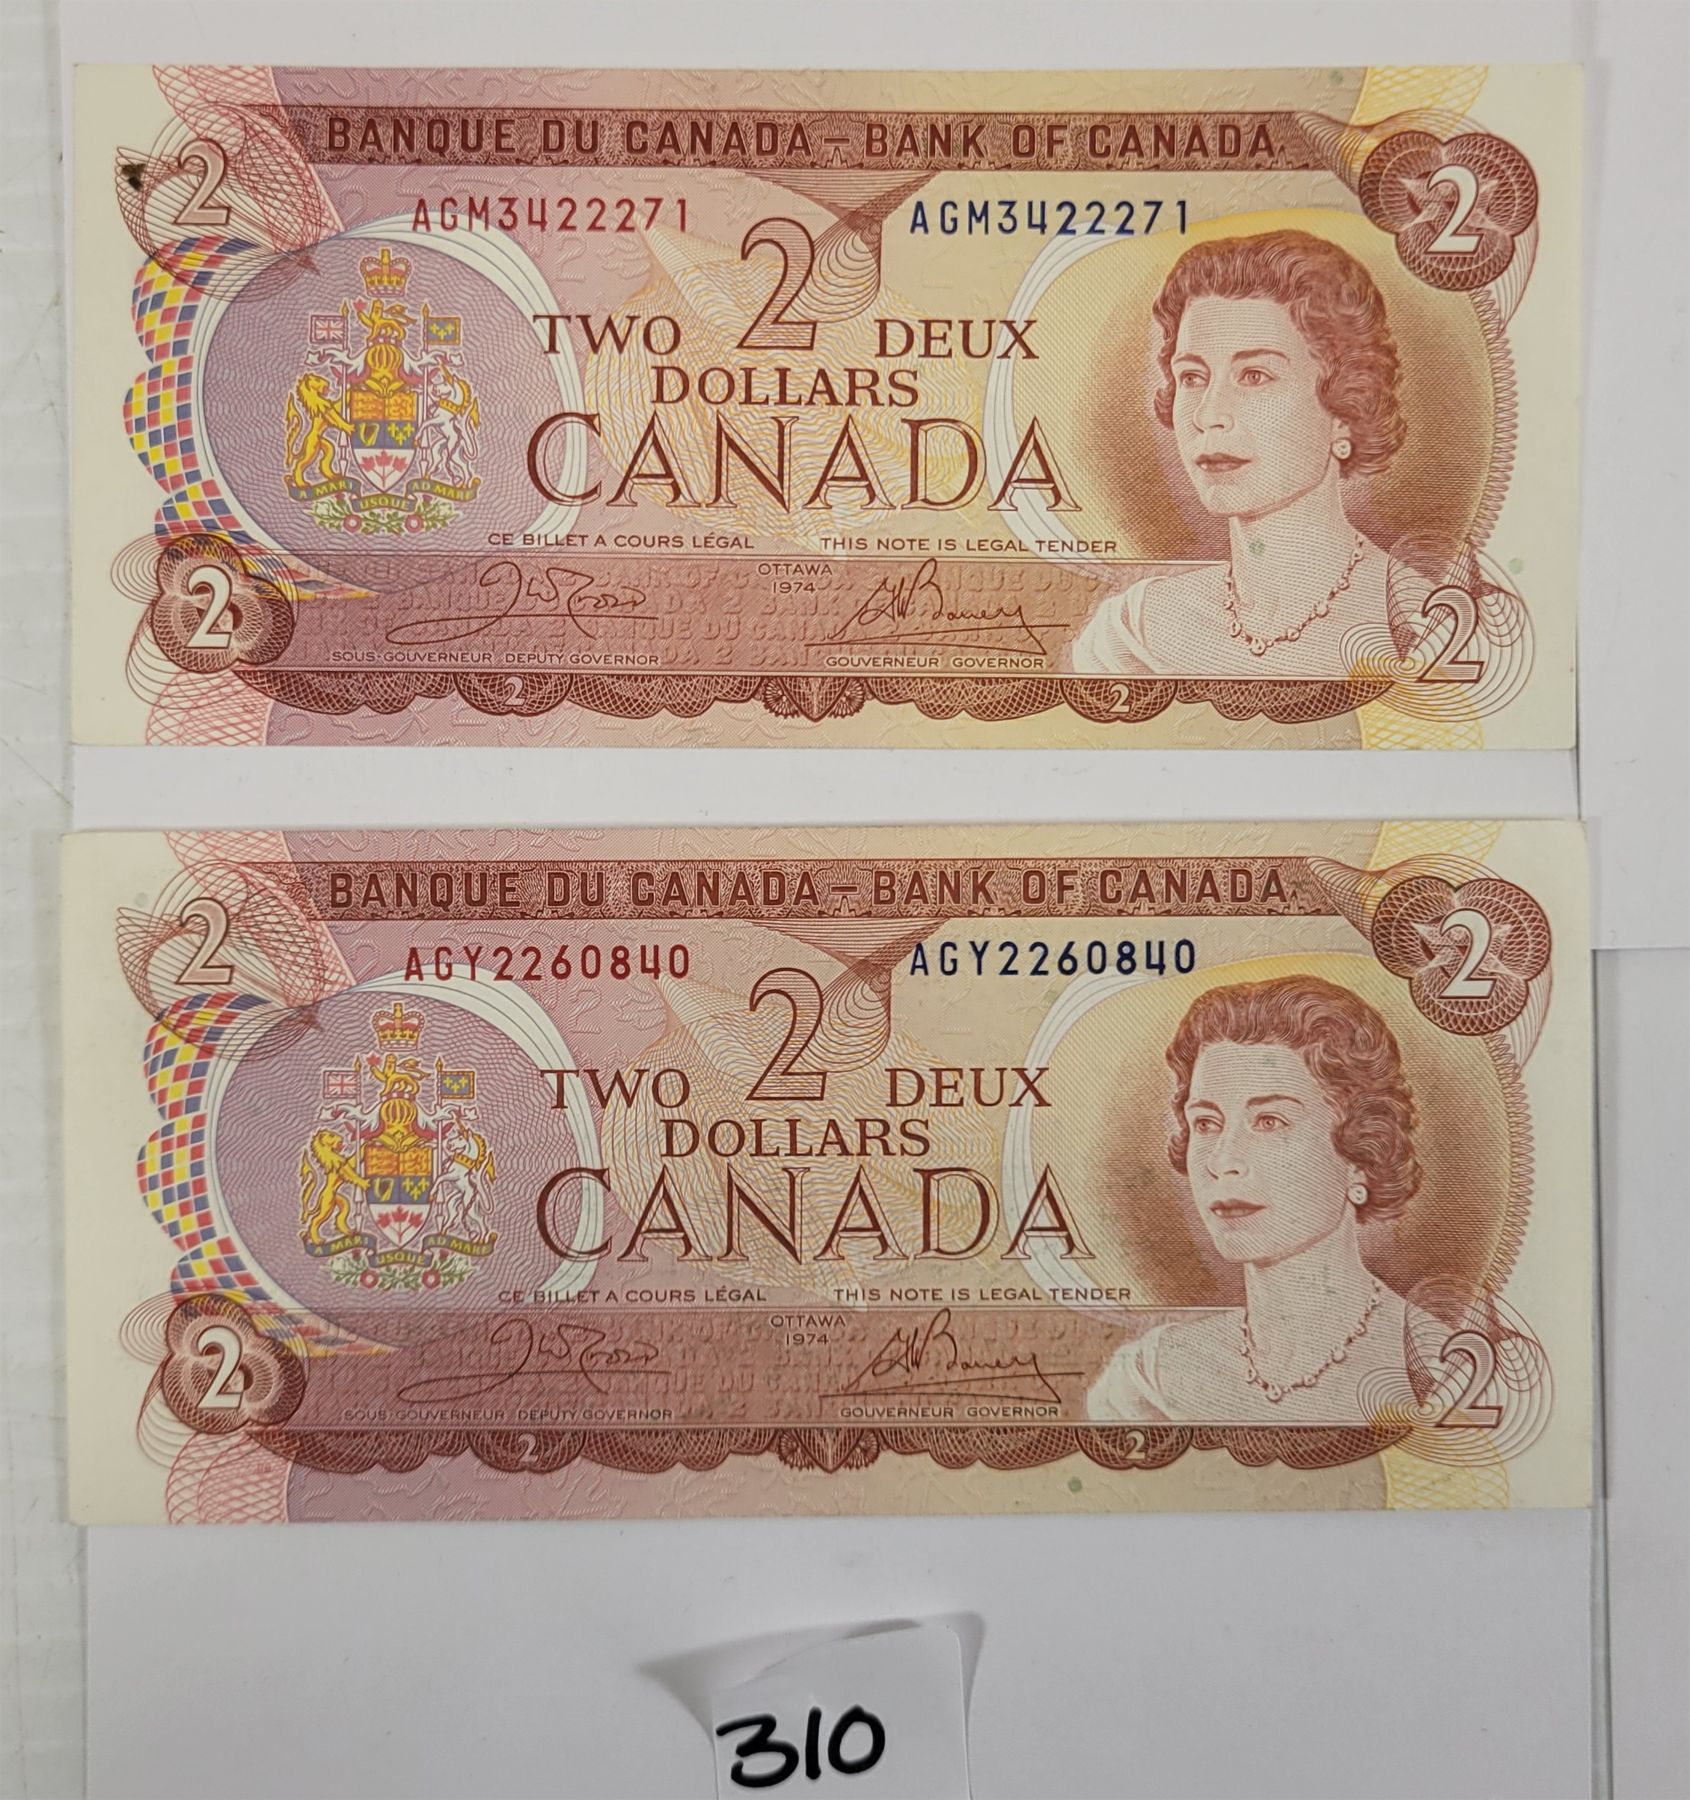 BANQUE DU CANADA – BANK OF CANADA
2 2
AGM3422271 AGM3422271
2
TWO DEUX
DOLLARS
CANADA
A MARI USQUE AD MARE
CE BILLET A COURS LÉGAL THIS NOTE IS LEGAL TENDER
OTTAWA
1974
2 2
SOUS-GOUVERNEUR DEPUTY GOVERNOR GOUVERNEUR GOVERNOR
2 2
BANQUE DU CANADA – BANK OF CANADA
2 2
AGY2260840 AGY2260840
2
TWO DEUX
DOLLARS
CANADA
A MARI USQUE AD MARE
CE BILLET A COURS LÉGAL THIS NOTE IS LEGAL TENDER
OTTAWA
1974
2 2
SOUS-GOUVERNEUR DEPUTY GOVERNOR GOUVERNEUR GOVERNOR
2 2
310